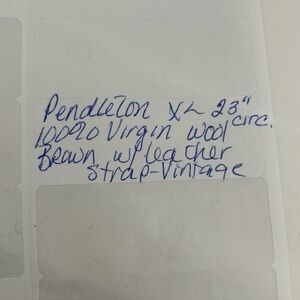 Pendleton XL 23" circ.
100% Virgin Wool
Brown w/ leather
Strap-Vintage